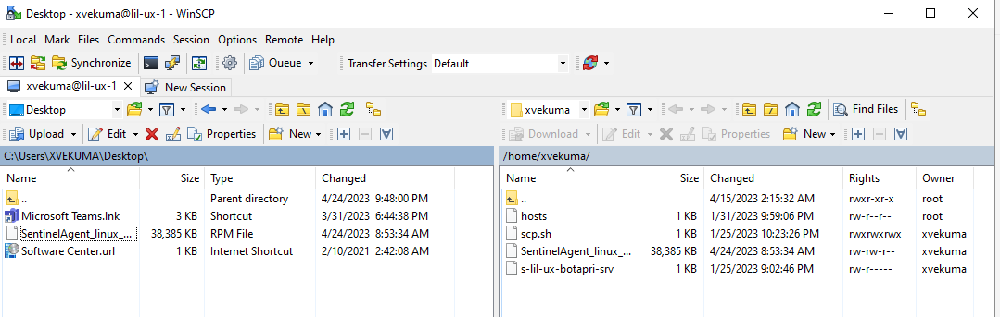 Desktop - xvekuma@lil-ux-1 - WinSCP
Local Mark Files Commands Session Options Remote Help
Synchronize Queue Transfer Settings Default
xvekuma@lil-ux-1 New Session
Desktop
xvekuma Find Files
Upload Edit Properties New
Download Edit Properties New
C:\Users\XVEKUMA\Desktop\
Name Size Type Changed
.. Parent directory 4/24/2023 9:48:00 PM
Microsoft Teams.lnk 3 KB Shortcut 3/31/2023 6:44:38 PM
SentinelAgent_linux_... 38,385 KB RPM File 4/24/2023 8:53:34 AM
Software Center.url 1 KB Internet Shortcut 2/10/2021 2:42:08 AM
/home/xvekuma/
Name Size Changed Rights Owner
.. 4/15/2023 2:15:32 AM rwxr-xr-x root
hosts 1 KB 1/31/2023 9:59:06 PM rw-r--r-- root
scp.sh 1 KB 1/25/2023 10:23:26 PM rwxrwxrwx xvekuma
SentinelAgent_linux_... 38,385 KB 4/24/2023 8:53:34 AM rw-rw-r-- xvekuma
s-lil-ux-botapri-srv 1 KB 1/25/2023 9:02:46 PM rw-r----- xvekuma